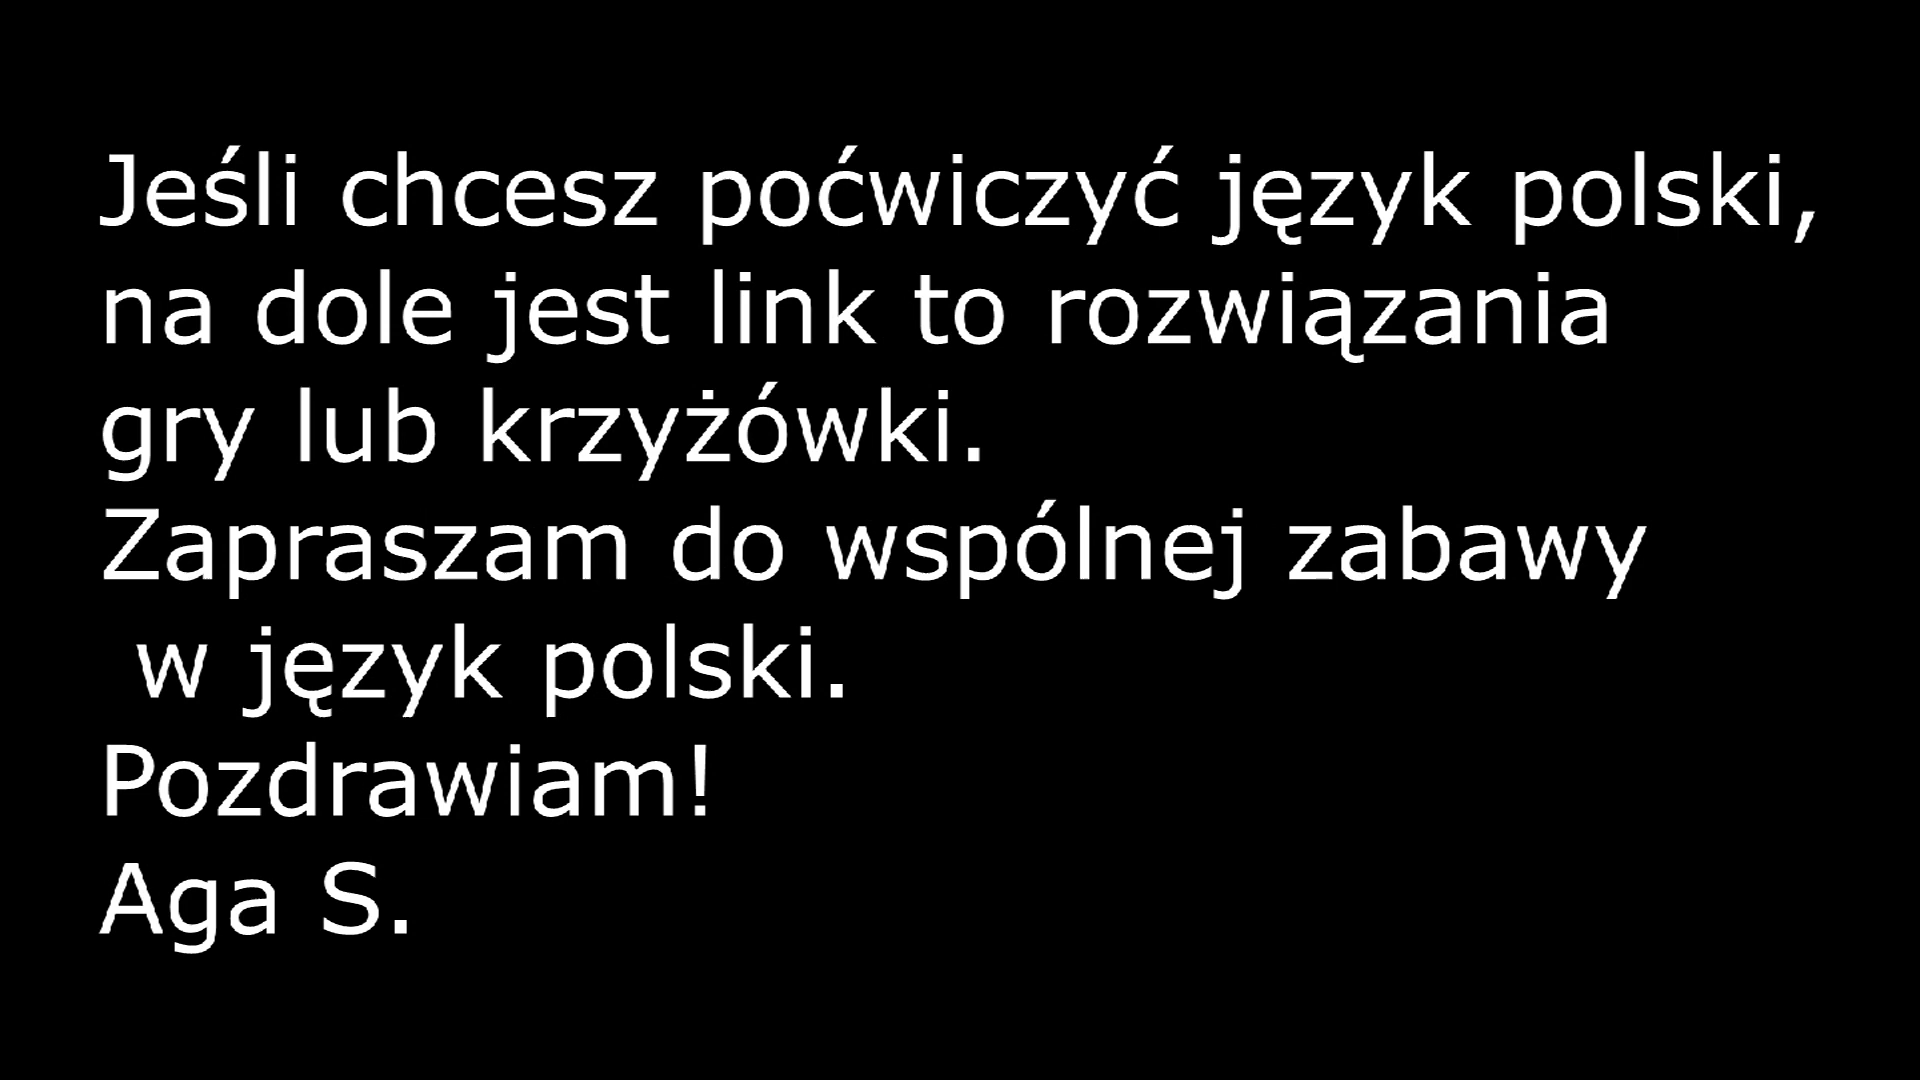 Jeśli chcesz poćwiczyć język polski,
na dole jest link to rozwiązania
gry lub krzyżówki.
Zapraszam do wspólnej zabawy
w język polski.
Pozdrawiam!
Aga S.